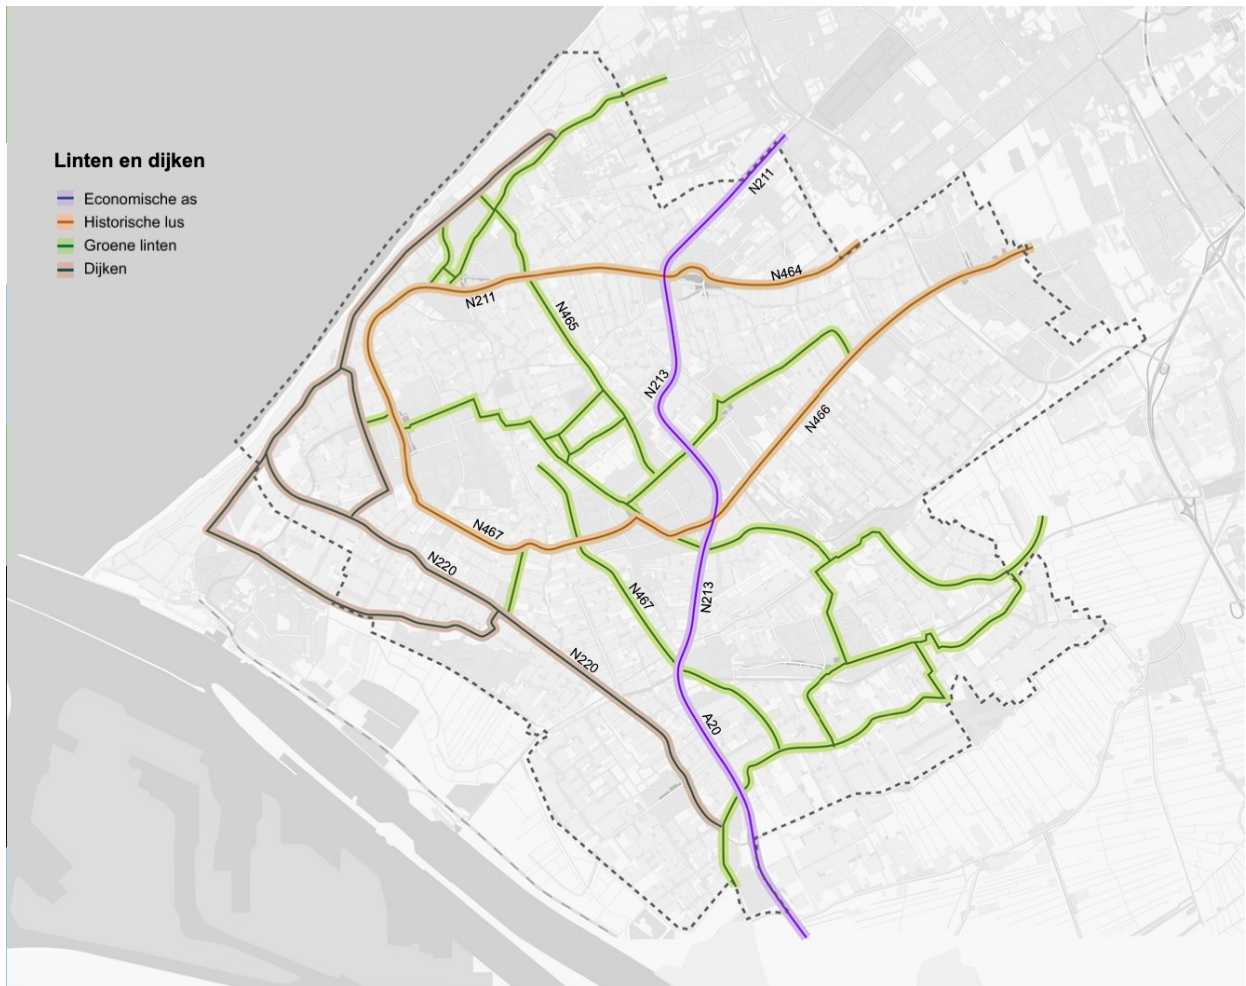 Linten en dijken
Economische as
Historische lus
Groene linten
Dijken
N211
N464
N211
N465
N213
N466
N467
N220
N467
N213
N220
A20